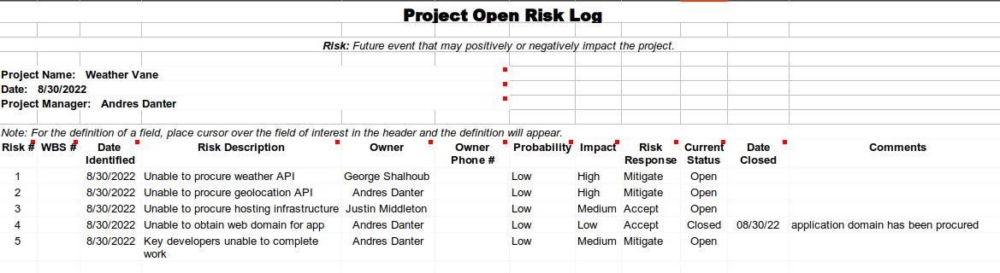 Project Open Risk Log
Risk: Future event that may positively or negatively impact the project.
Project Name: Weather Vane
Date: 8/30/2022
Project Manager: Andres Danter
Note: For the definition of a field, place cursor over the field of interest in the header and the definition will appear.
Risk # WBS # Date Identified Risk Description Owner Owner Phone # Probability Impact Risk Response Current Status Date Closed Comments
1 8/30/2022 Unable to procure weather API George Shalhoub Low High Mitigate Open
2 8/30/2022 Unable to procure geolocation API Andres Danter Low High Mitigate Open
3 8/30/2022 Unable to procure hosting infrastructure Justin Middleton Low Medium Accept Open
4 8/30/2022 Unable to obtain web domain for app Andres Danter Low Low Accept Closed 08/30/22 application domain has been procured
5 8/30/2022 Key developers unable to complete work Andres Danter Low Medium Mitigate Open